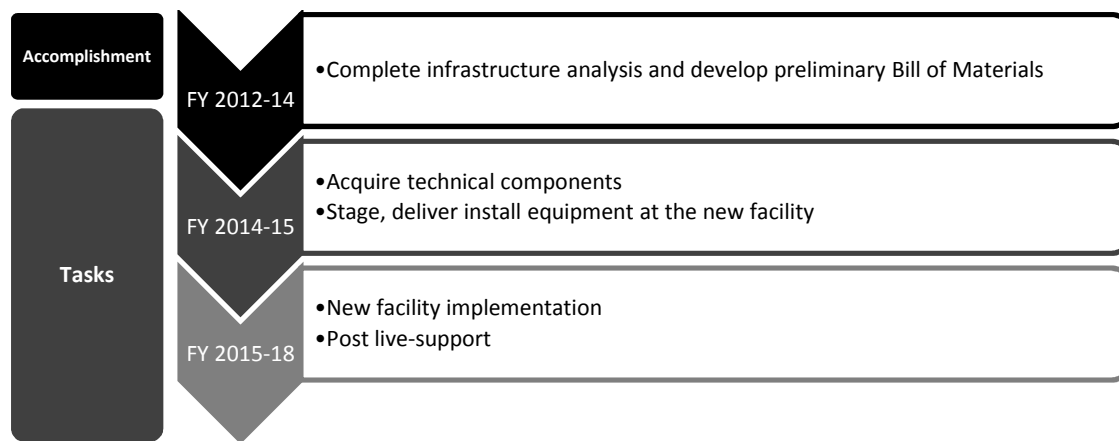 Accomplishment
FY 2012-14
•Complete infrastructure analysis and develop preliminary Bill of Materials
Tasks
FY 2014-15
•Acquire technical components
•Stage, deliver install equipment at the new facility
FY 2015-18
•New facility implementation
•Post live-support